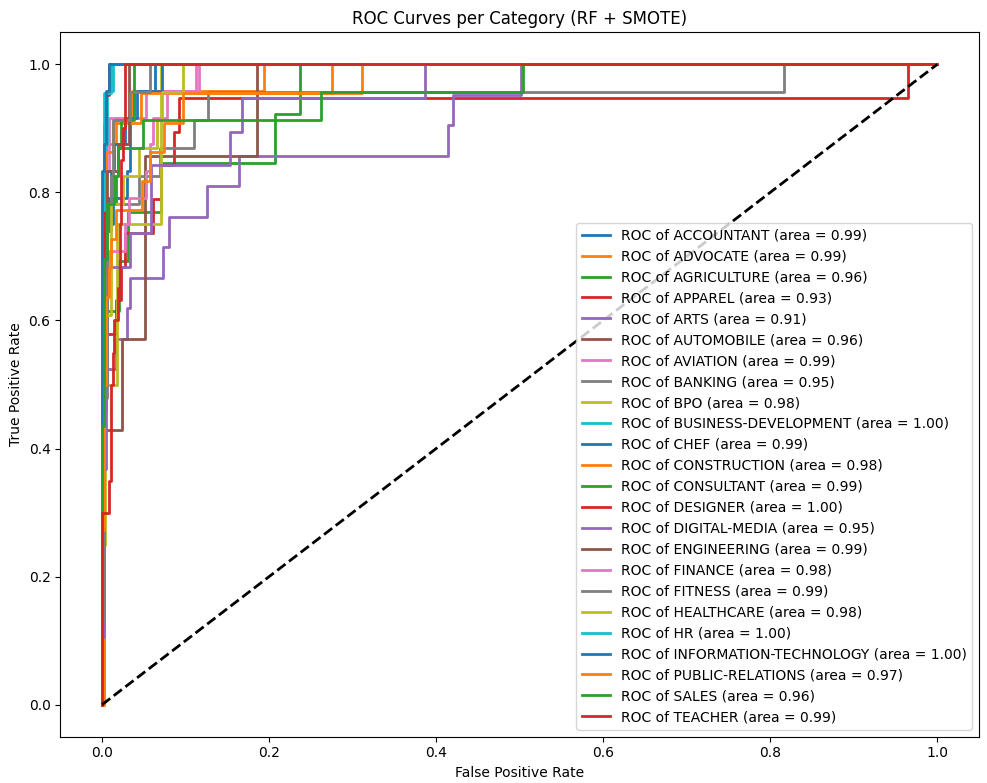 ROC Curves per Category (RF + SMOTE)
True Positive Rate
1.0
0.8
0.6
0.4
0.2
0.0
ROC of ACCOUNTANT (area = 0.99)
ROC of ADVOCATE (area = 0.99)
ROC of AGRICULTURE (area = 0.96)
ROC of APPAREL (area = 0.93)
ROC of ARTS (area = 0.91)
ROC of AUTOMOBILE (area = 0.96)
ROC of AVIATION (area = 0.99)
ROC of BANKING (area = 0.95)
ROC of BPO (area = 0.98)
ROC of BUSINESS-DEVELOPMENT (area = 1.00)
ROC of CHEF (area = 0.99)
ROC of CONSTRUCTION (area = 0.98)
ROC of CONSULTANT (area = 0.99)
ROC of DESIGNER (area = 1.00)
ROC of DIGITAL-MEDIA (area = 0.95)
ROC of ENGINEERING (area = 0.99)
ROC of FINANCE (area = 0.98)
ROC of FITNESS (area = 0.99)
ROC of HEALTHCARE (area = 0.98)
ROC of HR (area = 1.00)
ROC of INFORMATION-TECHNOLOGY (area = 1.00)
ROC of PUBLIC-RELATIONS (area = 0.97)
ROC of SALES (area = 0.96)
ROC of TEACHER (area = 0.99)
0.0 0.2 0.4 0.6 0.8 1.0
False Positive Rate